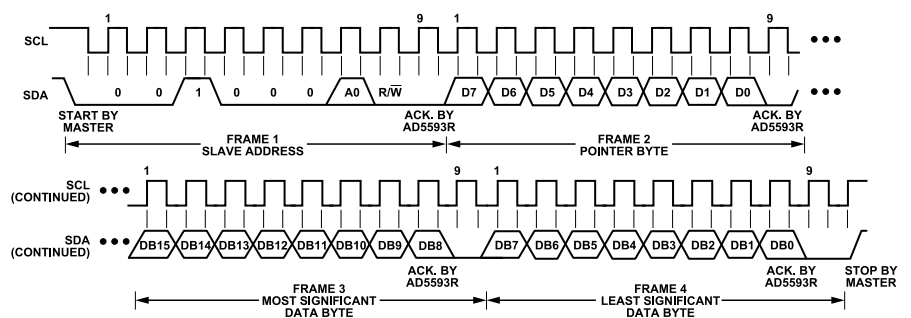 1 9 1 9
SCL
SDA 0 0 1 0 0 0 A0 R/W̅ D7 D6 D5 D4 D3 D2 D1 D0
START BY
MASTER
ACK. BY
AD5593R
ACK. BY
AD5593R
FRAME 1
SLAVE ADDRESS
FRAME 2
POINTER BYTE
1 9 1 9
SCL
(CONTINUED)
SDA
(CONTINUED)
DB15 DB14 DB13 DB12 DB11 DB10 DB9 DB8 DB7 DB6 DB5 DB4 DB3 DB2 DB1 DB0
ACK. BY
AD5593R
ACK. BY
AD5593R
STOP BY
MASTER
FRAME 3
MOST SIGNIFICANT
DATA BYTE
FRAME 4
LEAST SIGNIFICANT
DATA BYTE